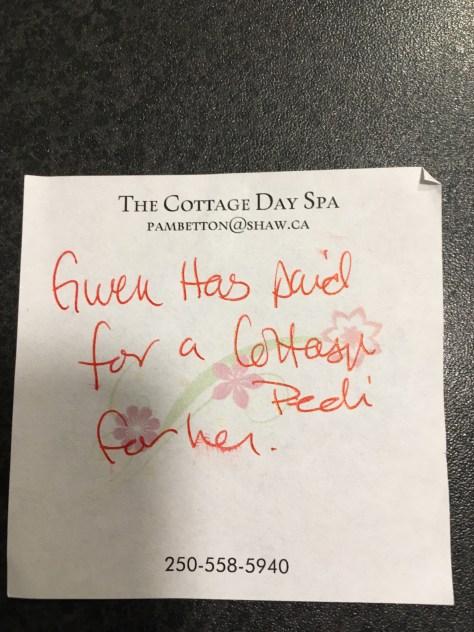 THE COTTAGE DAY SPA
PAMBETTON@SHAW.CA
Gwen Has paid
for a Cottage
Pedi
for her.
250-558-5940